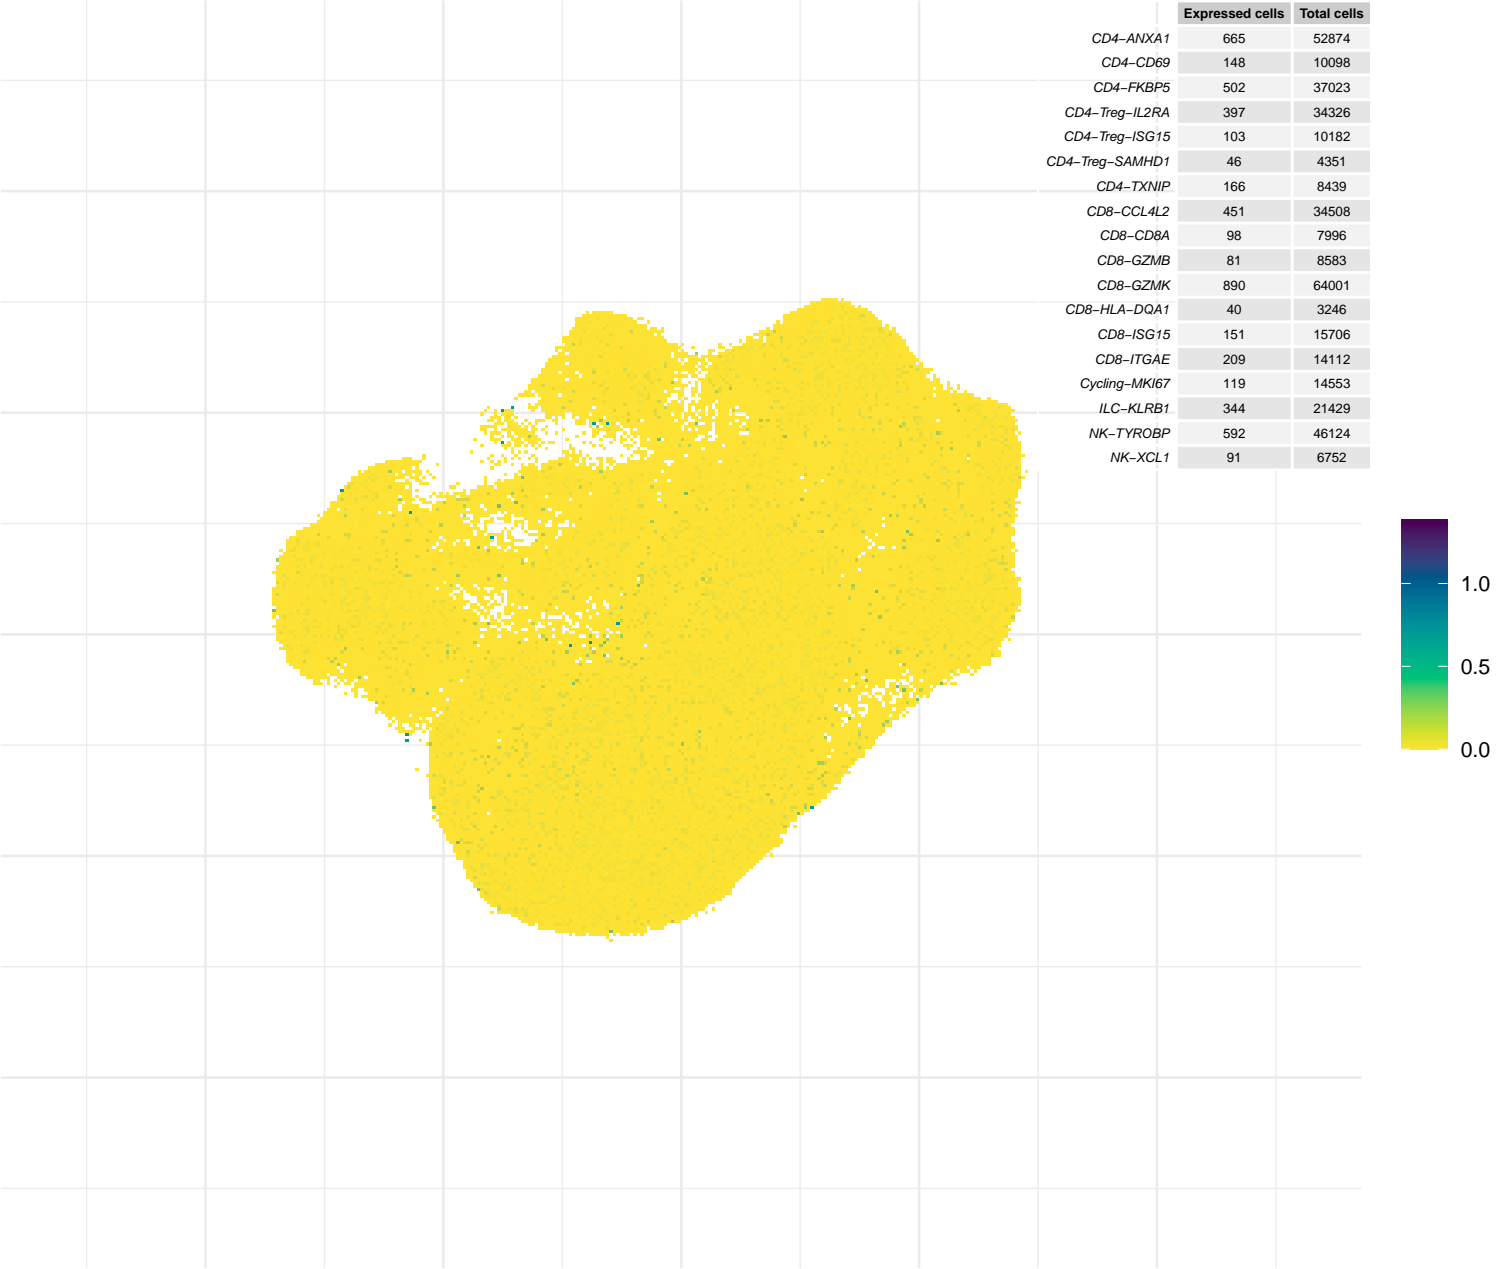 Expressed cells Total cells
CD4−ANXA1 665 52874
CD4−CD69 148 10098
CD4−FKBP5 502 37023
CD4−Treg−IL2RA 397 34326
CD4−Treg−ISG15 103 10182
CD4−Treg−SAMHD1 46 4351
CD4−TXNIP 166 8439
CD8−CCL4L2 451 34508
CD8−CD8A 98 7996
CD8−GZMB 81 8583
CD8−GZMK 890 64001
CD8−HLA−DQA1 40 3246
CD8−ISG15 151 15706
CD8−ITGAE 209 14112
Cycling−MKI67 119 14553
ILC−KLRB1 344 21429
NK−TYROBP 592 46124
NK−XCL1 91 6752
1.0
0.5
0.0